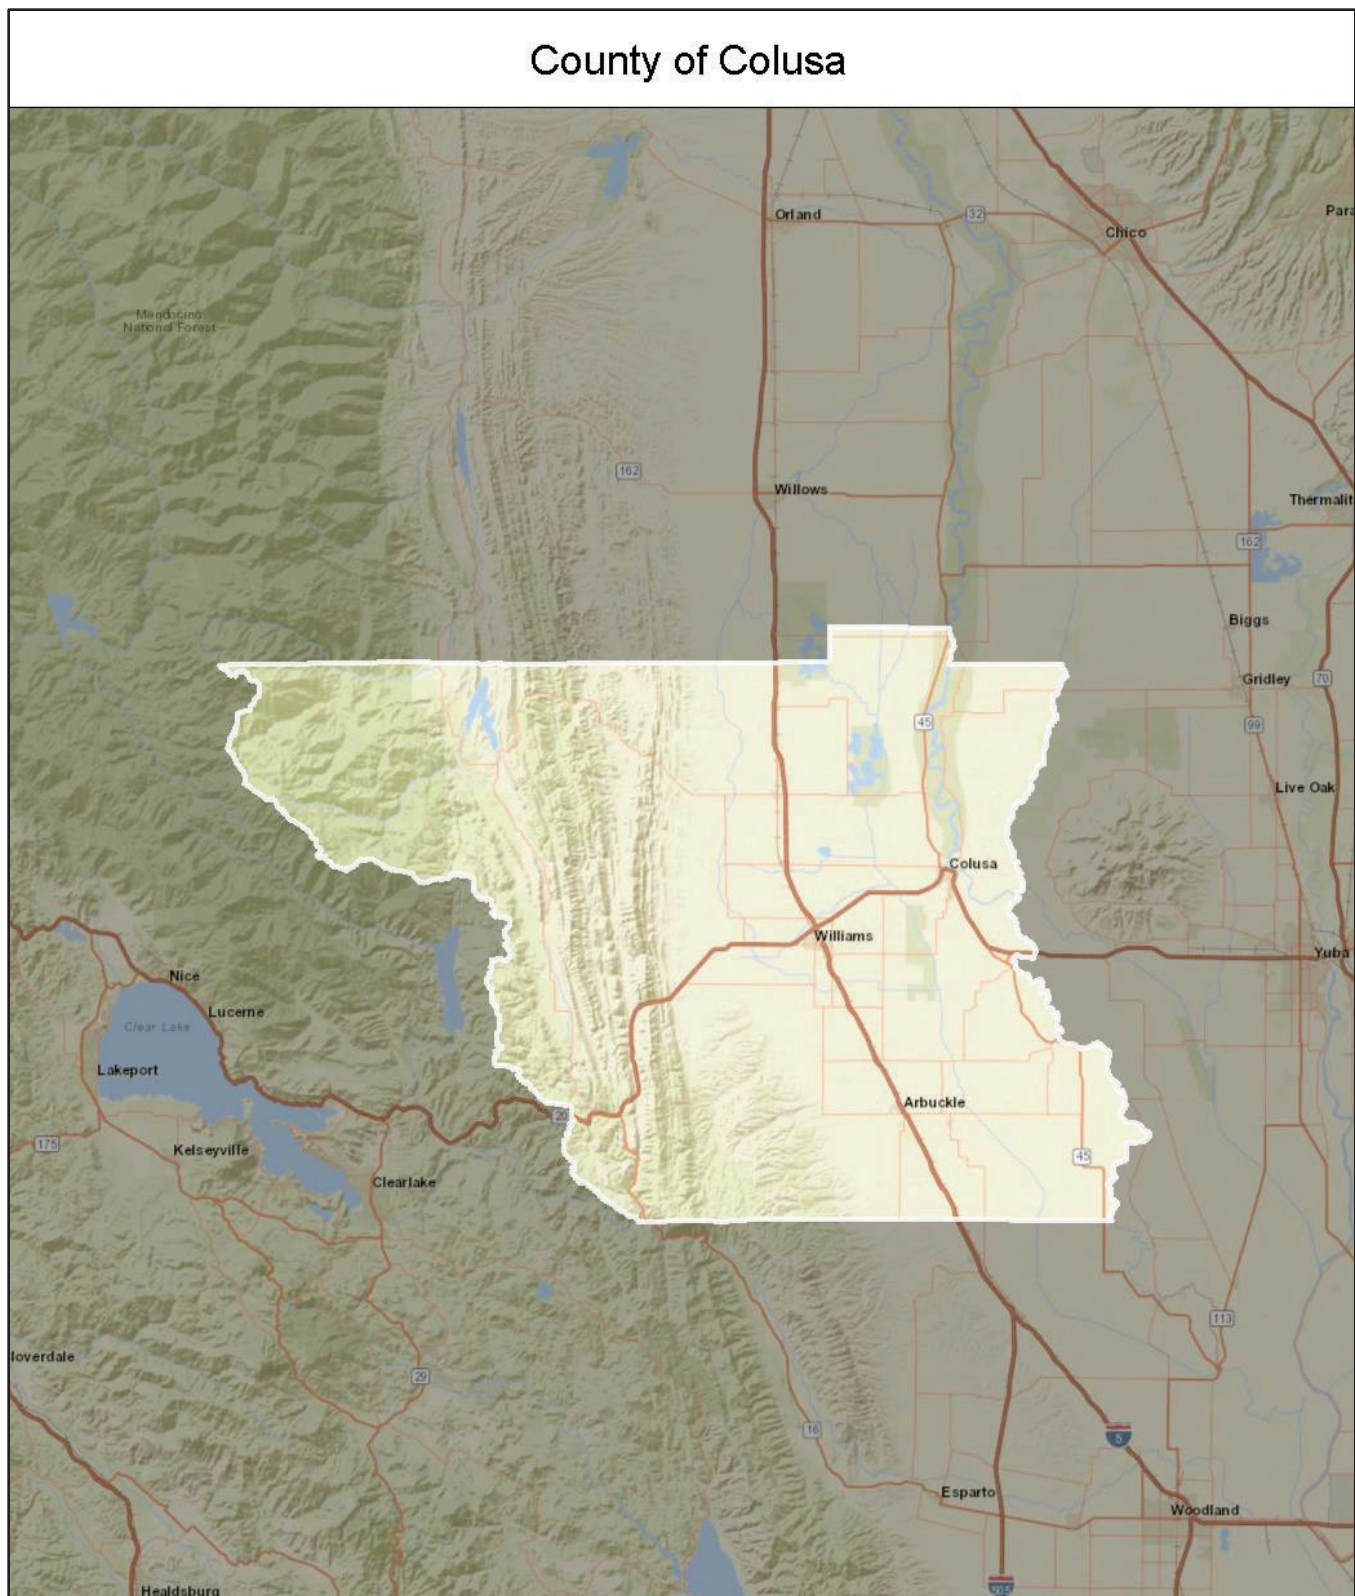 County of Colusa
Orland
32
Chico
Para
Mendocino
National Forest
162
Willows
Thermalit
162
Biggs
Gridley
70
45
99
Live Oak
Colusa
Williams
Yuba
Nice
Lucerne
Clear Lake
Lakeport
Arbuckle
20
175
Kelseyville
45
Clearlake
113
loverdale
29
16
5
Esparto
Woodland
505
Healdsburg